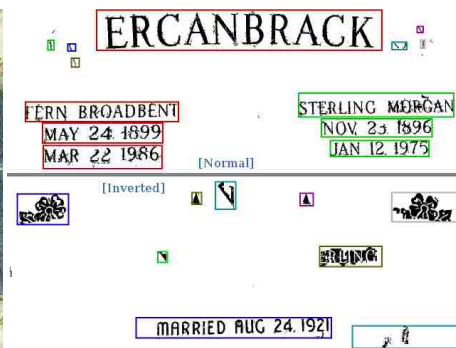 ERCANBRACK
FERN BROADBENT
MAY 24 1899
MAR 22 1986
STERLING MORGAN
NOV. 23 1896
JAN 12, 1975
[Normal]
[Inverted]
ERLING
MARRIED AUG 24, 1921